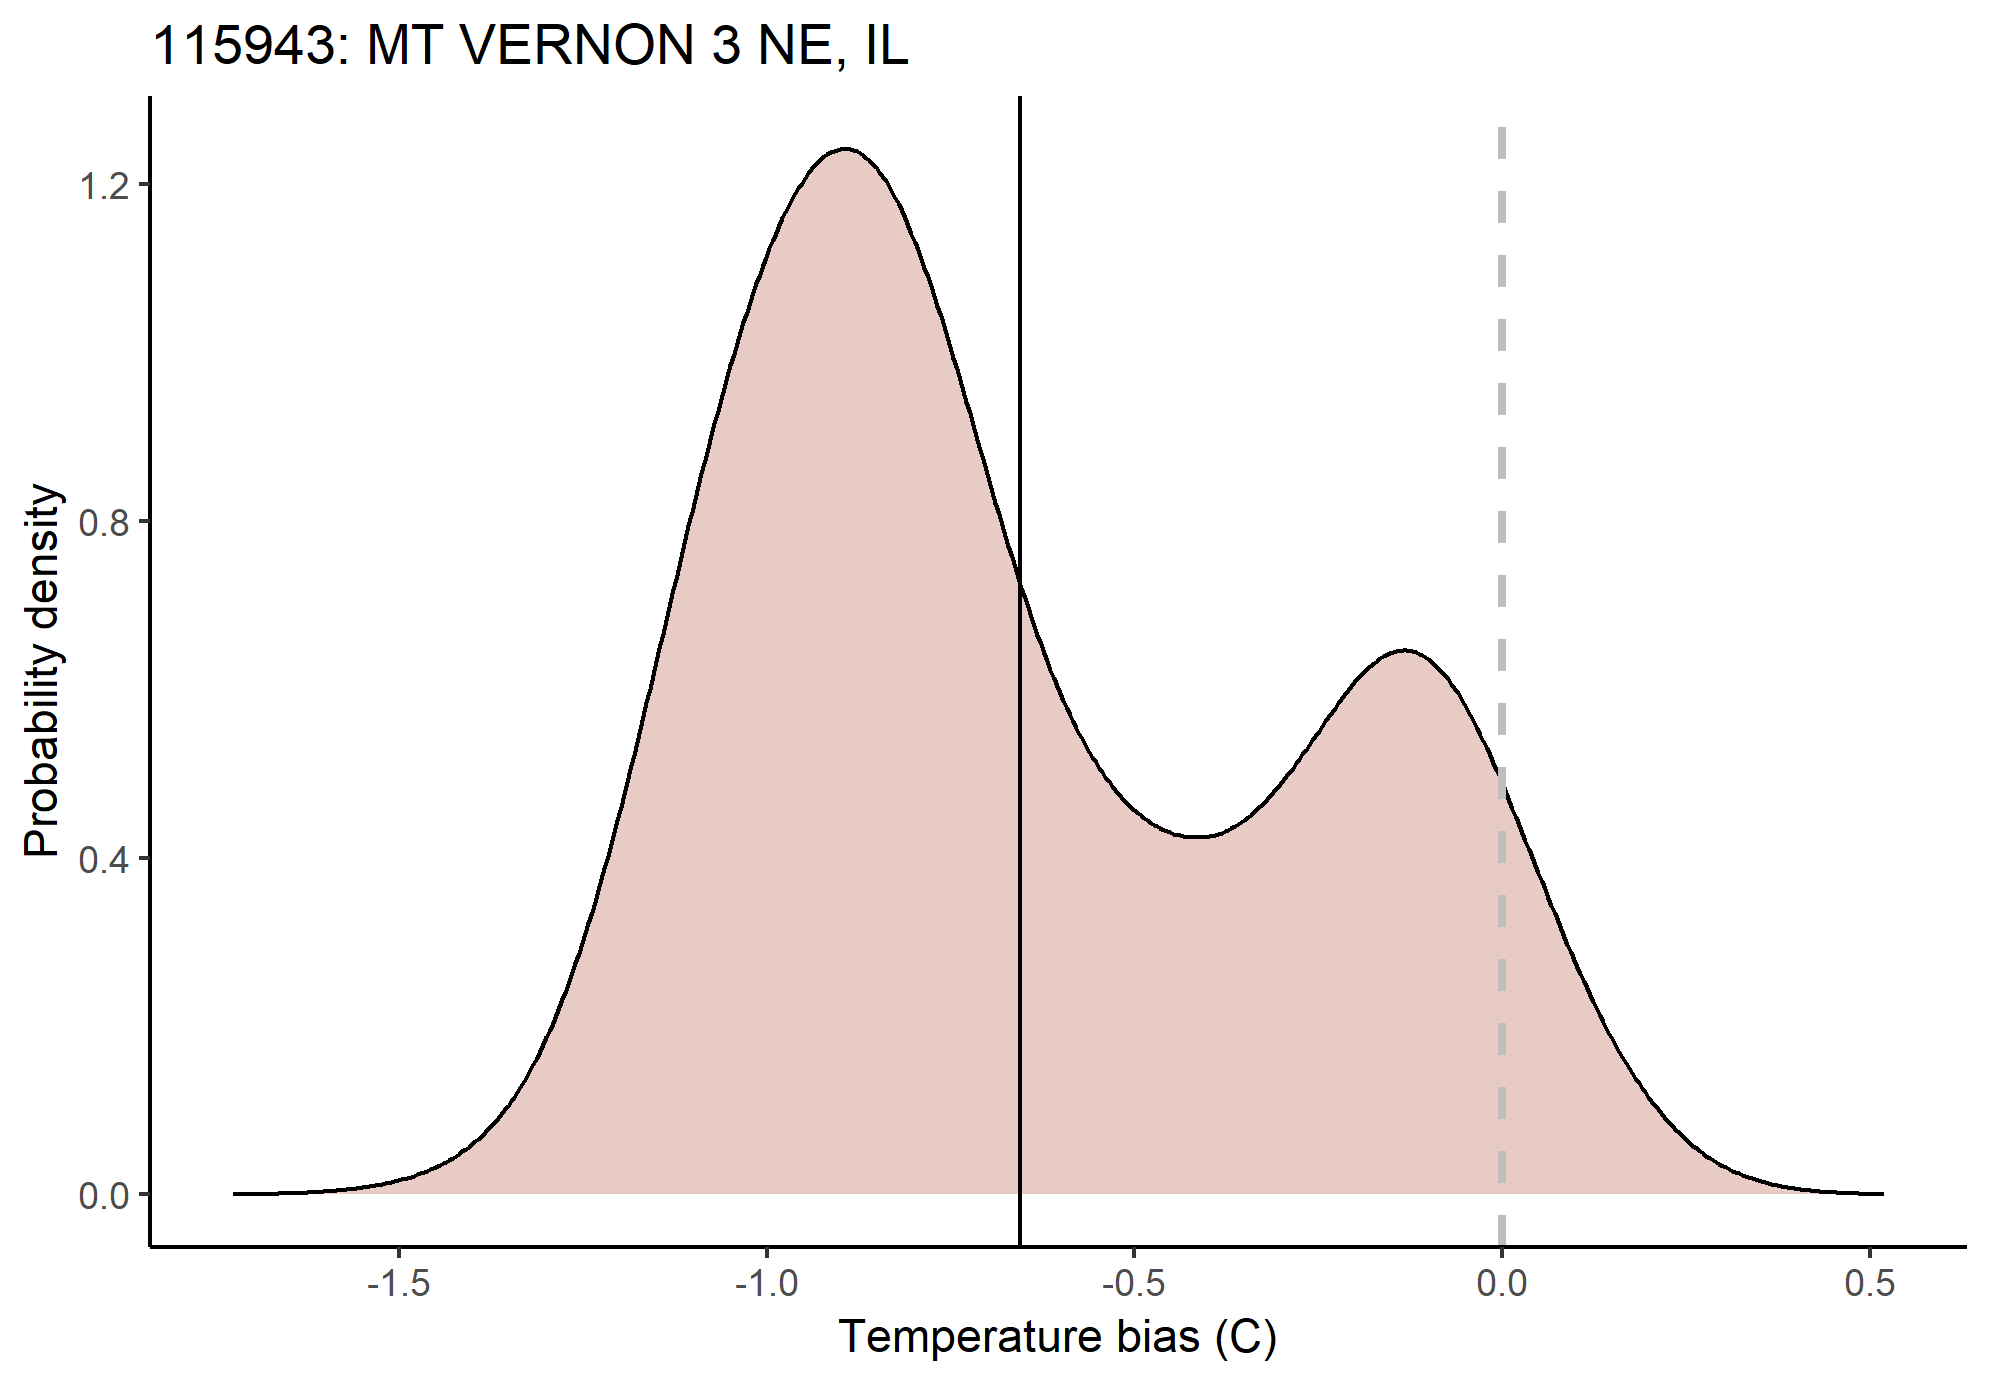 115943: MT VERNON 3 NE, IL
Probability density
1.2
0.8
0.4
0.0
-1.5 -1.0 -0.5 0.0 0.5
Temperature bias (C)